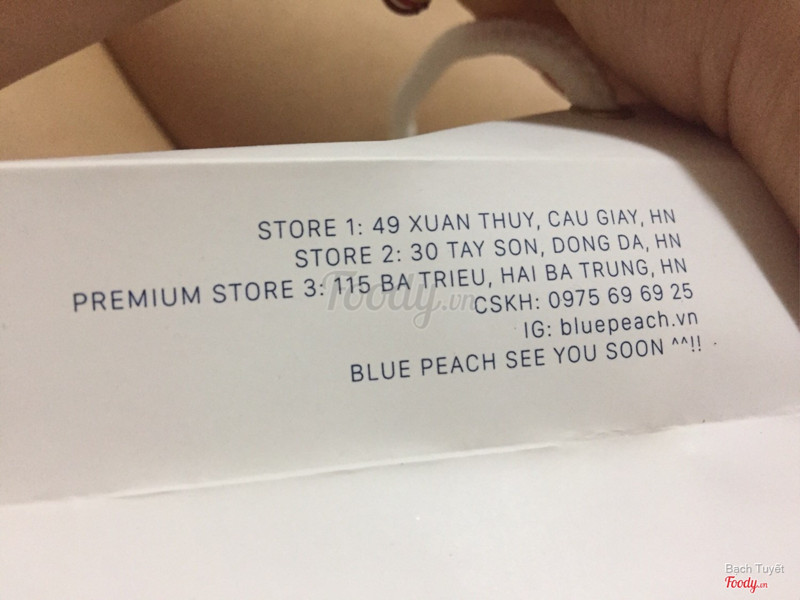 STORE 1: 49 XUAN THUY, CAU GIAY, HN
STORE 2: 30 TAY SON, DONG DA, HN
PREMIUM STORE 3: 115 BA TRIEU, HAI BA TRUNG, HN
Foody.vn
CSKH: 0975 69 69 25
IG: bluepeach.vn
BLUE PEACH SEE YOU SOON ^^!!
Bạch Tuyết
Foody.vn